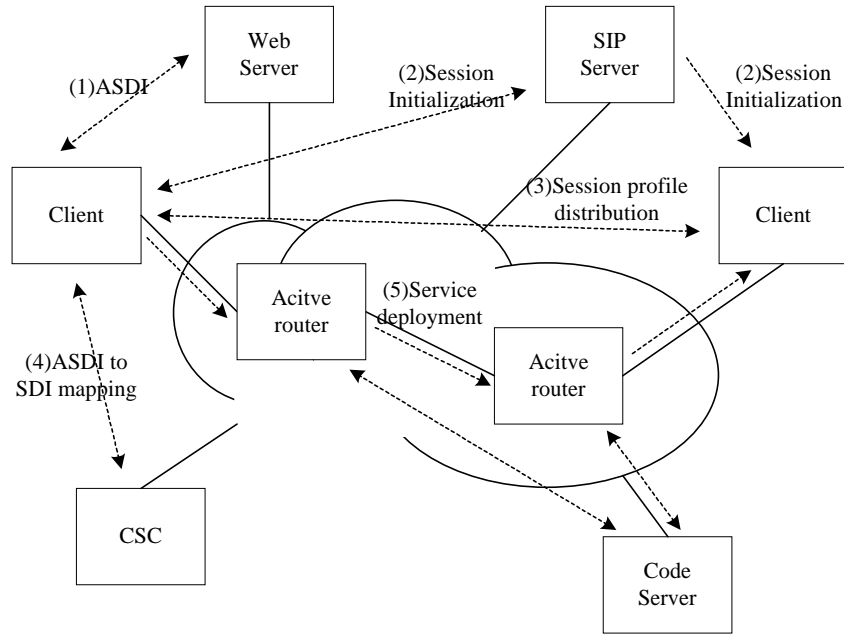 Web
Server
SIP
Server
(1)ASDI
(2)Session
Initialization
(2)Session
Initialization
Client
(3)Session profile
distribution
Client
Acitve
router
(5)Service
deployment
Acitve
router
(4)ASDI to
SDI mapping
CSC
Code
Server